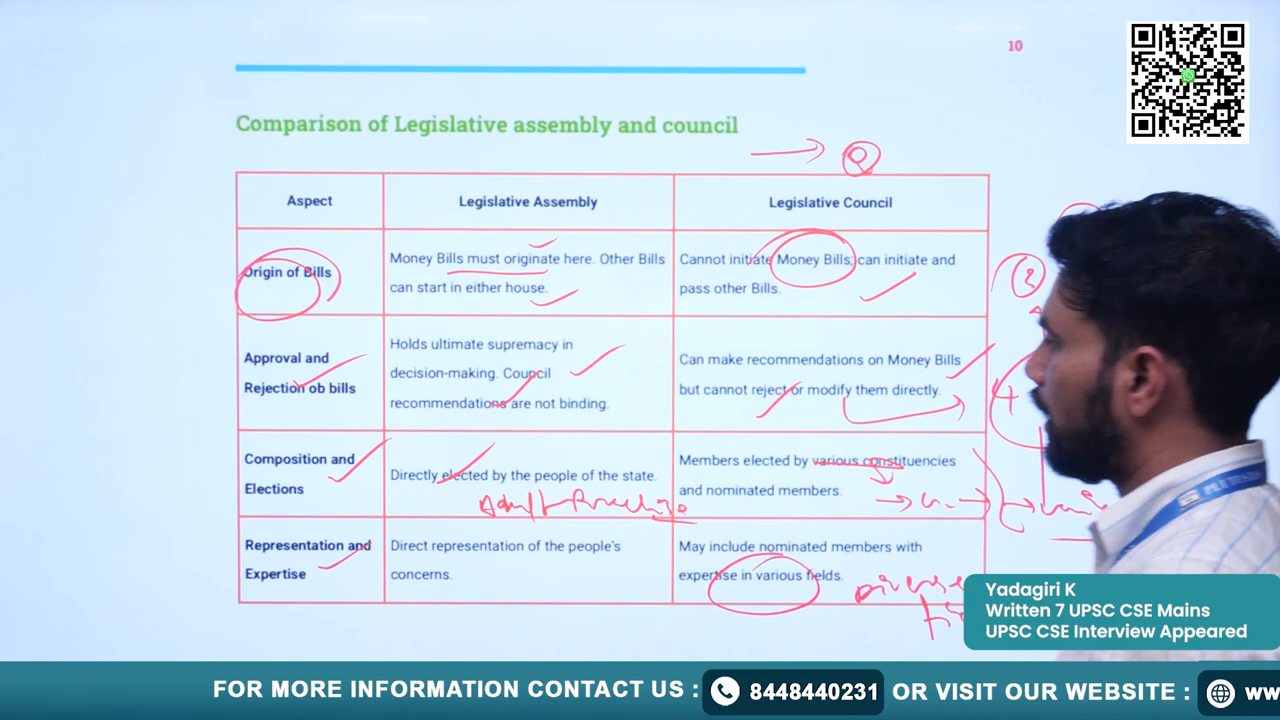 10
Comparison of Legislative assembly and council
Aspect
Legislative Assembly
Legislative Council
Origin of Bills
Money Bills must originate here. Other Bills
can start in either house.
Cannot initiate Money Bills; can initiate and
pass other Bills.
Approval and
Rejection ob bills
Holds ultimate supremacy in
decision-making. Council
recommendations are not binding.
Can make recommendations on Money Bills
but cannot reject or modify them directly.
Composition and
Elections
Directly elected by the people of the state.
Members elected by various constituencies
and nominated members.
Representation and
Expertise
Direct representation of the people's
concerns.
May include nominated members with
expertise in various fields.
Yadagiri K
Written 7 UPSC CSE Mains
UPSC CSE Interview Appeared
FOR MORE INFORMATION CONTACT US : 8448440231 OR VISIT OUR WEBSITE : ww